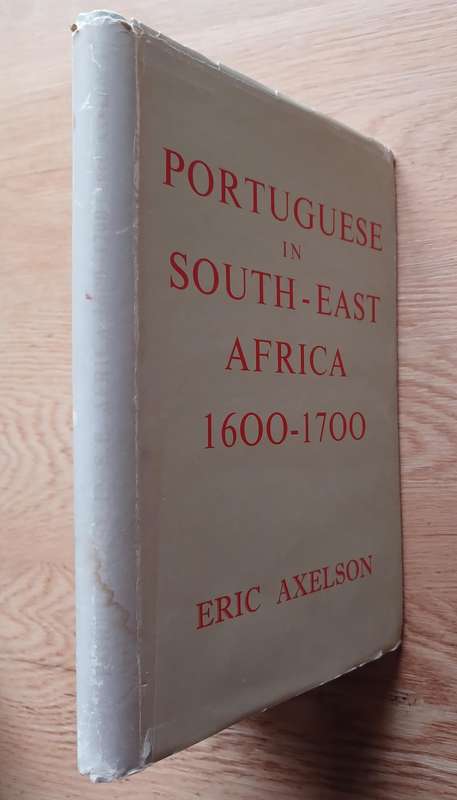 PORTUGUESE
IN
SOUTH-EAST
AFRICA
1600-1700
ERIC AXELSON